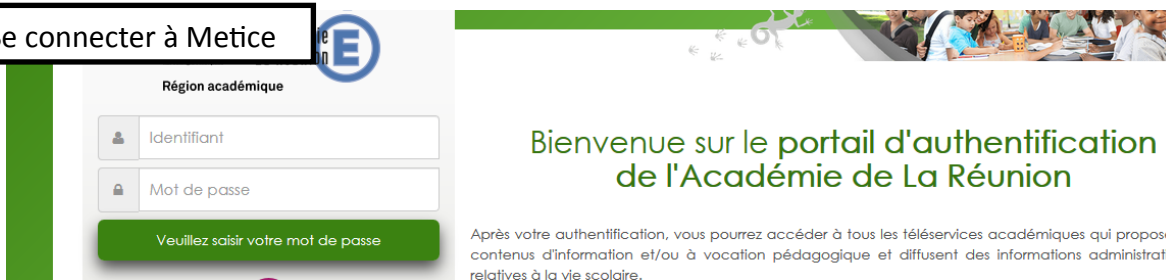 connecter à Metice
Région académique
Identifiant
Mot de passe
Veuillez saisir votre mot de passe
Bienvenue sur le portail d'authentification
de l'Académie de La Réunion
Après votre authentification, vous pourrez accéder à tous les téléservices académiques qui
contenus d'information et/ou à vocation pédagogique et diffusent des informations
relatives à la vie scolaire.